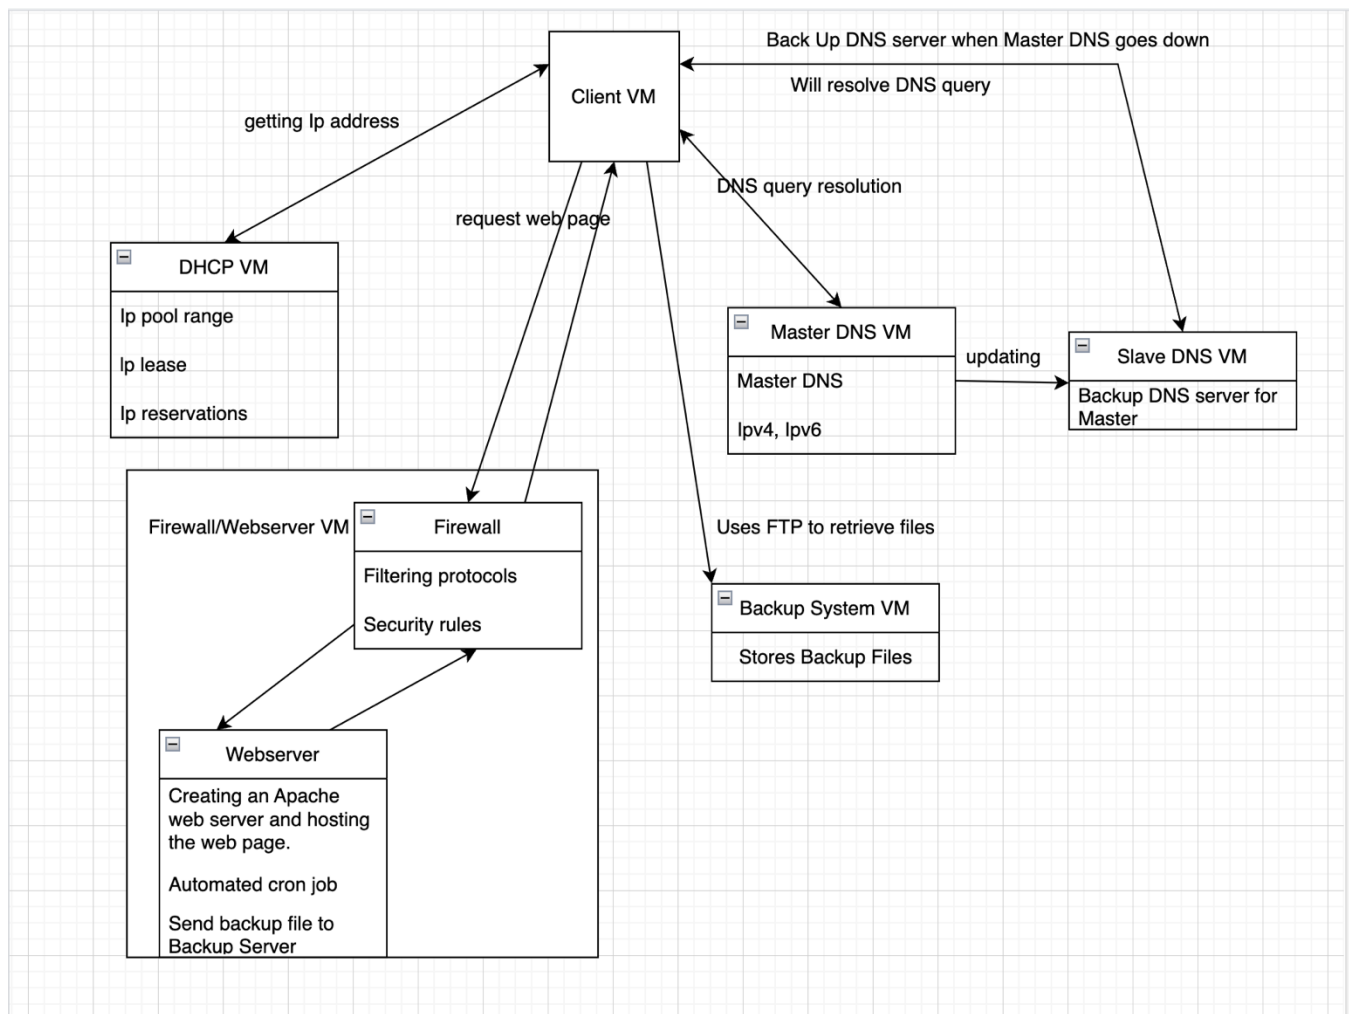 Back Up DNS server when Master DNS goes down
Will resolve DNS query
Client VM
getting Ip address
DNS query resolution
request web page
DHCP VM
Ip pool range
Ip lease
Ip reservations
Master DNS VM
Master DNS
Ipv4, Ipv6
updating
Slave DNS VM
Backup DNS server for
Master
Firewall/Webserver VM
Firewall
Filtering protocols
Security rules
Uses FTP to retrieve files
Backup System VM
Stores Backup Files
Webserver
Creating an Apache
web server and hosting
the web page.
Automated cron job
Send backup file to
Backup Server